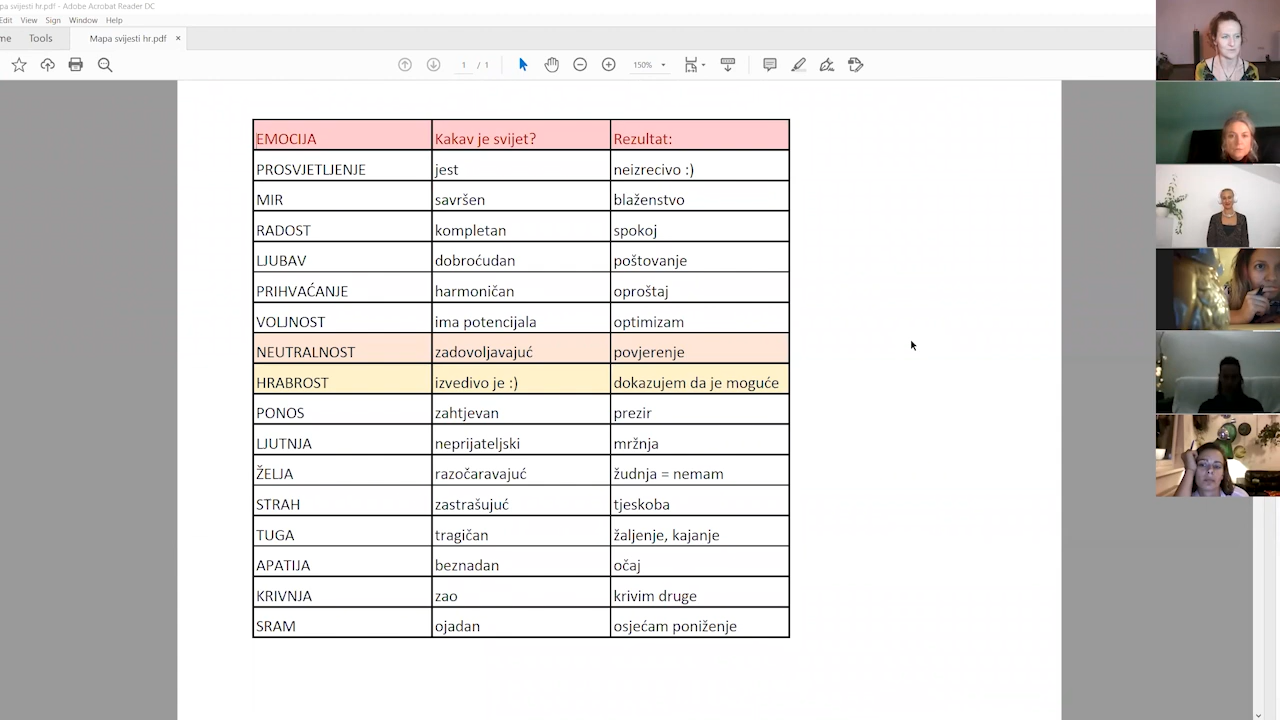 pa svijesti hr.pdf - Adobe Acrobat Reader DC
Edit View Sign Window Help
me Tools Mapa svijesti hr.pdf ×
1 / 1 150%
EMOCIJA Kakav je svijet? Rezultat:
PROSVJETLJENJE jest neizrecivo :)
MIR savršen blaženstvo
RADOST kompletan spokoj
LJUBAV dobroćudan poštovanje
PRIHVAĆANJE harmoničan oproštaj
VOLJNOST ima potencijala optimizam
NEUTRALNOST zadovoljavajuć povjerenje
HRABROST izvedivo je :) dokazujem da je moguće
PONOS zahtjevan prezir
LJUTNJA neprijateljski mržnja
ŽELJA razočaravajuć žudnja = nemam
STRAH zastrašujuć tjeskoba
TUGA tragičan žaljenje, kajanje
APATIJA beznadan očaj
KRIVNJA zao krivim druge
SRAM ojadan osjećam poniženje